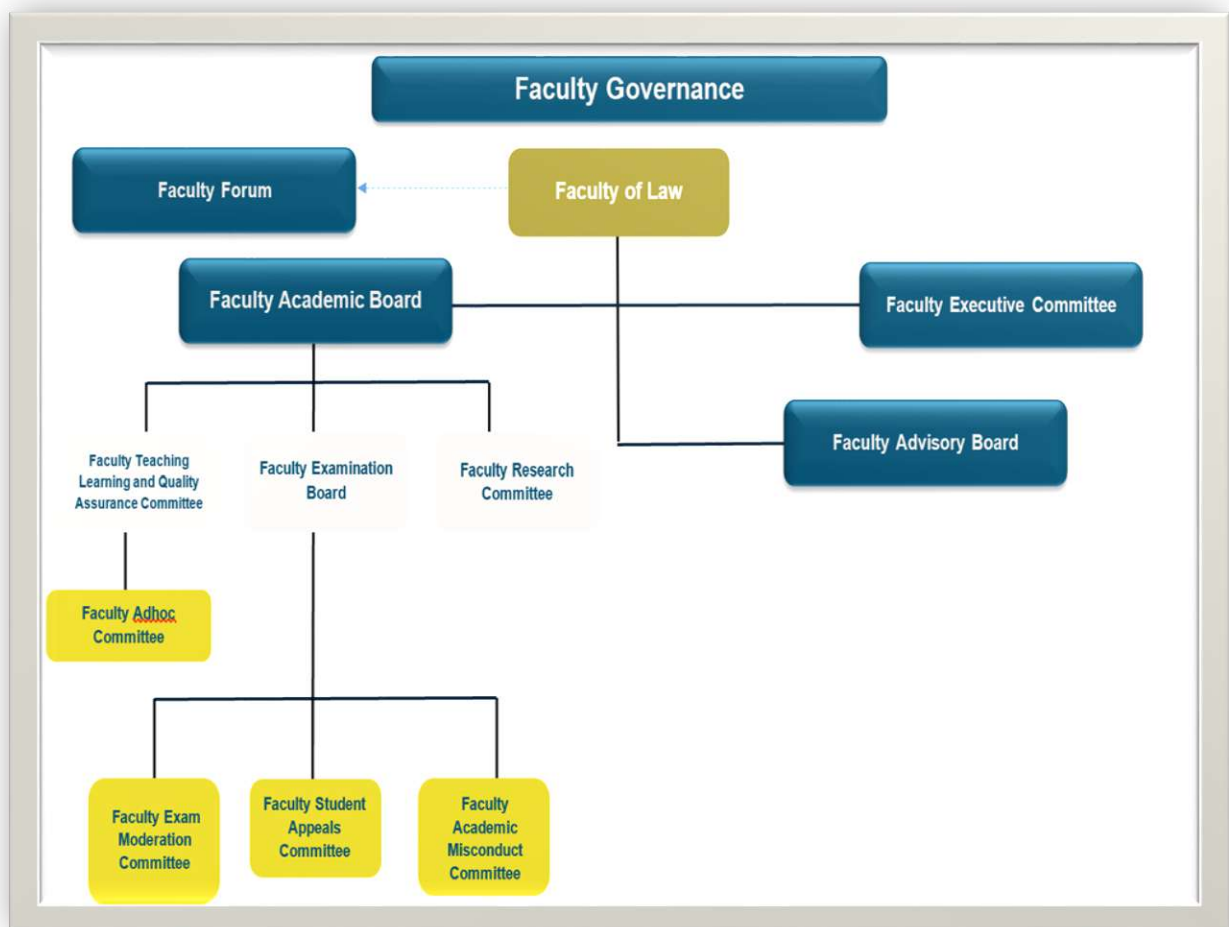 Faculty Governance
Faculty Forum
Faculty of Law
Faculty Academic Board
Faculty Executive Committee
Faculty Advisory Board
Faculty Teaching
Learning and Quality
Assurance Committee
Faculty Examination
Board
Faculty Research
Committee
Faculty Adhoc
Committee
Faculty Exam
Moderation
Committee
Faculty Student
Appeals
Committee
Faculty
Academic
Misconduct
Committee